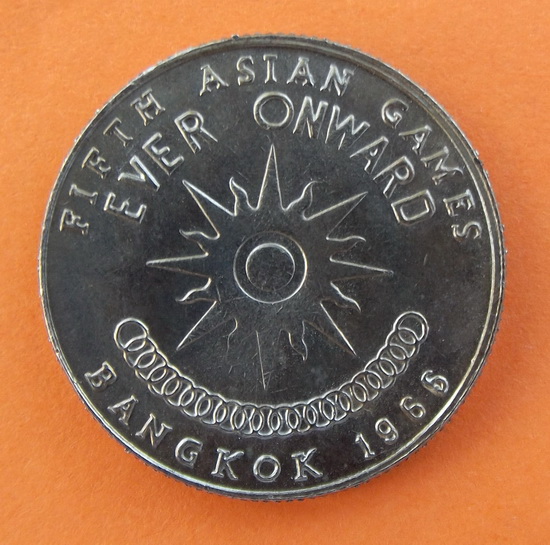 FIFTH ASIAN GAMES
EVER ONWARD
BANGKOK 1966